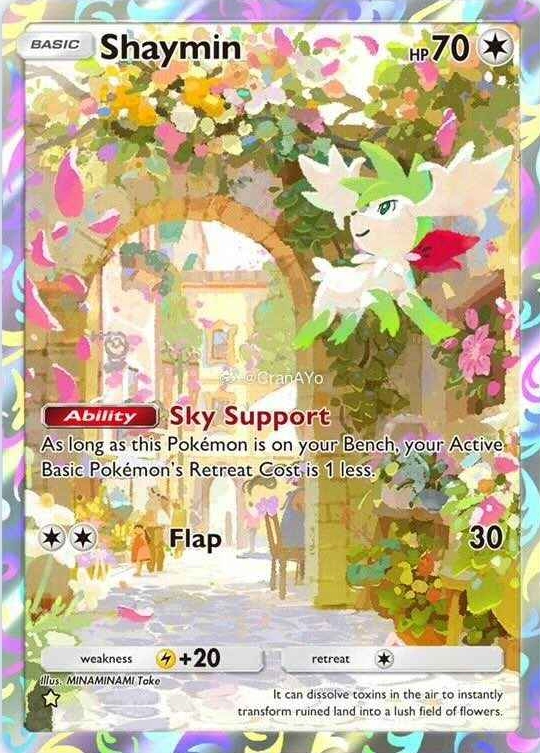 BASIC Shaymin HP 70
@CranAYo
Ability Sky Support
As long as this Pokémon is on your Bench, your Active
Basic Pokémon's Retreat Cost is 1 less.
Flap 30
weakness +20 retreat
Illus. MINAMINAMI Take
It can dissolve toxins in the air to instantly
transform ruined land into a lush field of flowers.